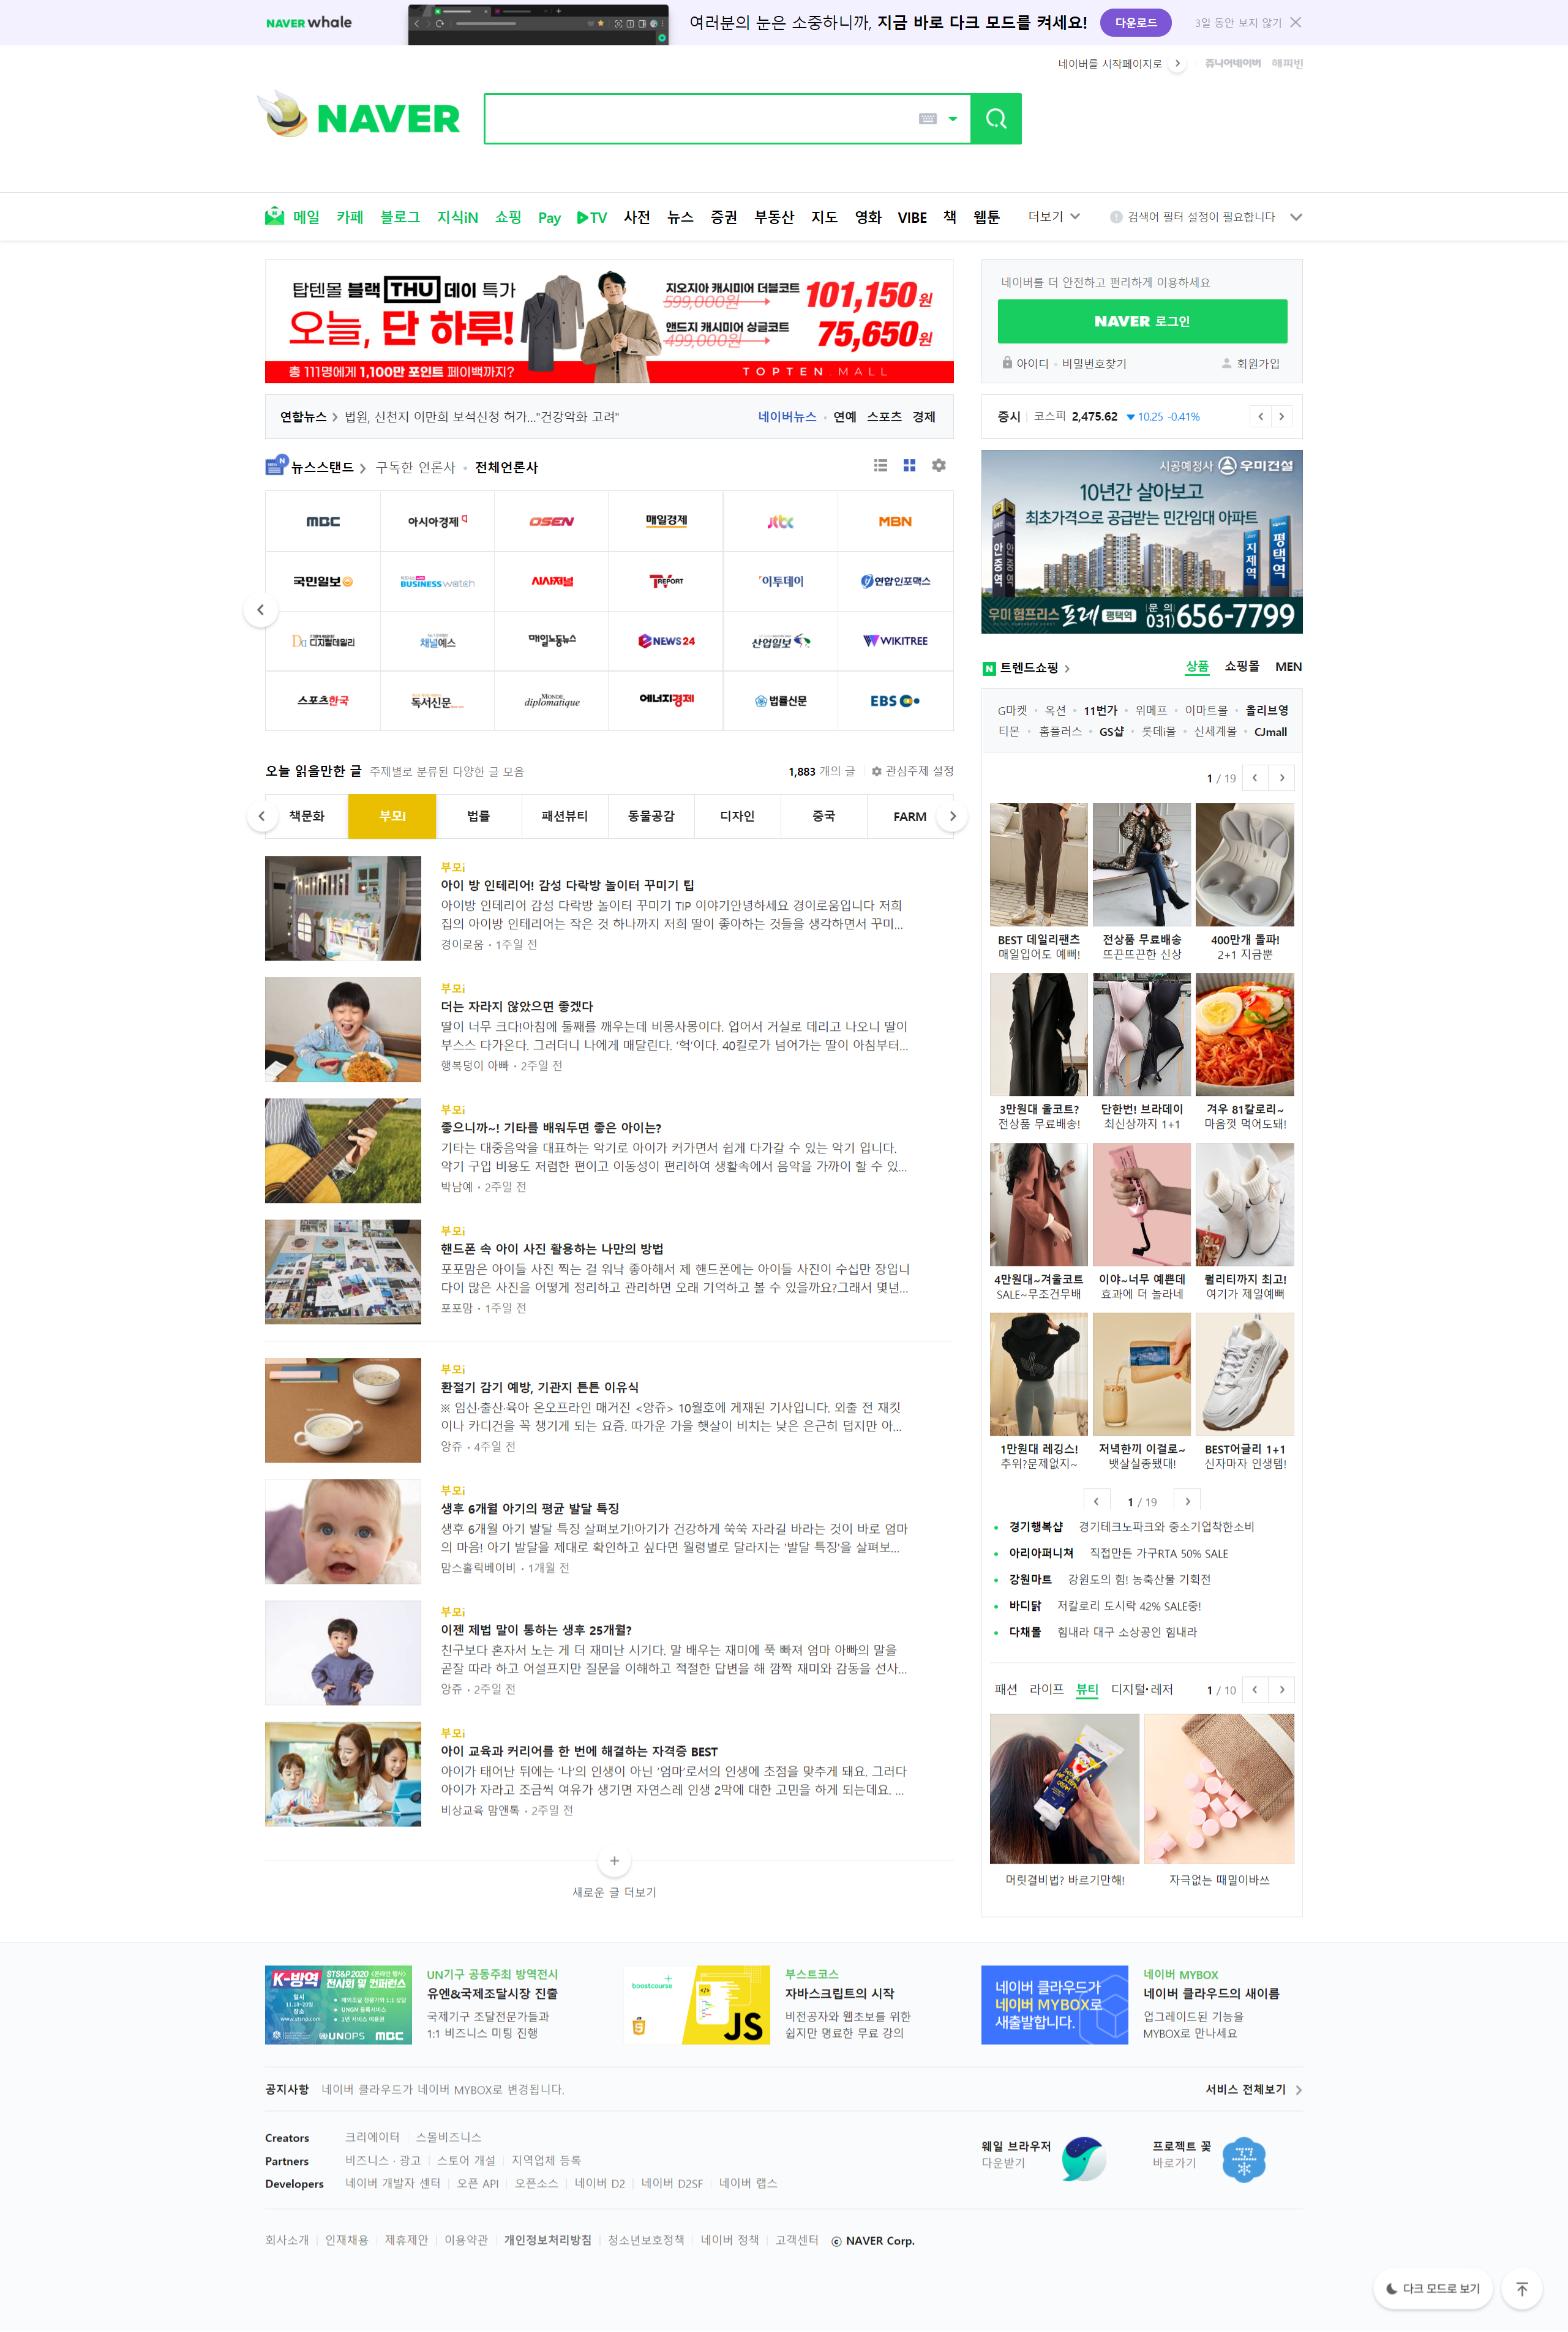 NAVER whale
여러분의 눈은 소중하니까, 지금 바로 다크 모드를 켜세요!
다운로드
3일 동안 보지 않기
네이버를 시작페이지로
쥬니어네이버 해피빈
NAVER
메일 카페 블로그 지식iN 쇼핑 Pay TV 사전 뉴스 증권 부동산 지도 영화 VIBE 책 웹툰 더보기
검색어 필터 설정이 필요합니다
탑텐몰 블랙 THU 데이 특가
오늘, 단 하루!
지오지아 캐시미어 더블코트
599,000원
101,150원
앤드지 캐시미어 싱글코트
499,000원
75,650원
총 111명에게 1,100만 포인트 페이백까지?
TOPTEN.MALL
네이버를 더 안전하고 편리하게 이용하세요
NAVER 로그인
아이디 · 비밀번호찾기
회원가입
연합뉴스 법원, 신천지 이만희 보석신청 허가..."건강악화 고려"
네이버뉴스 · 연예 스포츠 경제
증시 코스피 2,475.62 10.25 -0.41%
뉴스스탠드 구독한 언론사 · 전체언론사
MBC 아시아경제 OSEN 매일경제 jtbc MBN
국민일보 BUSINESS watch 시사저널 TV REPORT 이투데이 연합인포맥스
디지털데일리 채널예스 매일노동뉴스 eNEWS24 산업일보 WIKITREE
스포츠한국 독서신문 MONDE diplomatique 에너지경제 법률신문 EBS
시공예정사 우미건설
10년간 살아보고
최초가격으로 공급받는 민간임대 아파트
안중역 안중역 지제역 평택역
우미 험프리스 포레 평택역 문의 031)656-7799
트렌드쇼핑
상품 쇼핑몰 MEN
G마켓 · 옥션 · 11번가 · 위메프 · 이마트몰 · 올리브영
티몬 · 홈플러스 · GS샵 · 롯데i몰 · 신세계몰 · CJmall
1 / 19
BEST 데일리팬츠
매일입어도 예뻐!
전상품 무료배송
뜨끈뜨끈한 신상
400만개 돌파!
2+1 지금뿐
3만원대 울코트?
전상품 무료배송!
단한번! 브라데이
최신상까지 1+1
겨우 81칼로리~
마음껏 먹어도돼!
4만원대~겨울코트
SALE~무조건무배
이야~너무 예쁜데
효과에 더 놀라네
퀄리티까지 최고!
여기가 제일예뻐
1만원대 레깅스!
추위?문제없지~
저녁한끼 이걸로~
뱃살실종됐대!
BEST어글리 1+1
신자마자 인생템!
1 / 19
경기행복샵 경기테크노파크와 중소기업착한소비
아리아퍼니쳐 직접만든 가구RTA 50% SALE
강원마트 강원도의 힘! 농축산물 기획전
바디닭 저칼로리 도시락 42% SALE중!
다채몰 힘내라 대구 소상공인 힘내라
패션 라이프 뷰티 디지털·레저
1 / 10
머릿결비법? 바르기만해!
자극없는 때밀이바쓰
오늘 읽을만한 글 주제별로 분류된 다양한 글 모음
1,883 개의 글
관심주제 설정
책문화 부모i 법률 패션뷰티 동물공감 디자인 중국 FARM
부모i
아이 방 인테리어! 감성 다락방 놀이터 꾸미기 팁
아이방 인테리어 감성 다락방 놀이터 꾸미기 TIP 이야기안녕하세요 경이로움입니다 저희
집의 아이방 인테리어는 작은 것 하나까지 저희 딸이 좋아하는 것들을 생각하면서 꾸미...
경이로움 · 1주일 전
부모i
더는 자라지 않았으면 좋겠다
딸이 너무 크다!아침에 둘째를 깨우는데 비몽사몽이다. 업어서 거실로 데리고 나오니 딸이
부스스 다가온다. 그러더니 나에게 매달린다. '헉'이다. 40킬로가 넘어가는 딸이 아침부터...
행복덩이 아빠 · 2주일 전
부모i
좋으니까~! 기타를 배워두면 좋은 아이는?
기타는 대중음악을 대표하는 악기로 아이가 커가면서 쉽게 다가갈 수 있는 악기 입니다.
악기 구입 비용도 저렴한 편이고 이동성이 편리하여 생활속에서 음악을 가까이 할 수 있...
박남예 · 2주일 전
부모i
핸드폰 속 아이 사진 활용하는 나만의 방법
포포맘은 아이들 사진 찍는 걸 워낙 좋아해서 제 핸드폰에는 아이들 사진이 수십만 장입니
다이 많은 사진을 어떻게 정리하고 관리하면 오래 기억하고 볼 수 있을까요?그래서 몇년...
포포맘 · 1주일 전
부모i
환절기 감기 예방, 기관지 튼튼 이유식
※ 임신·출산·육아 온오프라인 매거진 <앙쥬> 10월호에 게재된 기사입니다. 외출 전 재킷
이나 카디건을 꼭 챙기게 되는 요즘. 따가운 가을 햇살이 비치는 낮은 은근히 덥지만 아...
앙쥬 · 4주일 전
부모i
생후 6개월 아기의 평균 발달 특징
생후 6개월 아기 발달 특징 살펴보기!아기가 건강하게 쑥쑥 자라길 바라는 것이 바로 엄마
의 마음! 아기 발달을 제대로 확인하고 싶다면 월령별로 달라지는 '발달 특징'을 살펴보...
맘스홀릭베이비 · 1개월 전
부모i
이젠 제법 말이 통하는 생후 25개월?
친구보다 혼자서 노는 게 더 재미난 시기다. 말 배우는 재미에 푹 빠져 엄마 아빠의 말을
곧잘 따라 하고 어설프지만 질문을 이해하고 적절한 답변을 해 깜짝 재미와 감동을 선사...
앙쥬 · 2주일 전
부모i
아이 교육과 커리어를 한 번에 해결하는 자격증 BEST
아이가 태어난 뒤에는 '나'의 인생이 아닌 '엄마'로서의 인생에 초점을 맞추게 돼요. 그러다
아이가 자라고 조금씩 여유가 생기면 자연스레 인생 2막에 대한 고민을 하게 되는데요. ...
비상교육 맘앤톡 · 2주일 전
새로운 글 더보기
K-방역 STS&P2020 <온라인 행사>
전시회 및 컨퍼런스
일시
11.18~20일
장소
www.stsnp.com
해외조달 전문가와 1:1 상담
UNGM 등록서비스
1년 서비스 이용권
UNOPS MBC
UN기구 공동주최 방역전시
유엔&국제조달시장 진출
국제기구 조달전문가들과
1:1 비즈니스 미팅 진행
boostcourse
JS
부스트코스
자바스크립트의 시작
비전공자와 웹초보를 위한
쉽지만 명료한 무료 강의
네이버 클라우드가
네이버 MYBOX로
새출발합니다.
네이버 MYBOX
네이버 클라우드의 새이름
업그레이드된 기능을
MYBOX로 만나세요
공지사항 네이버 클라우드가 네이버 MYBOX로 변경됩니다.
서비스 전체보기
Creators 크리에이터 스몰비즈니스
Partners 비즈니스 · 광고 스토어 개설 지역업체 등록
Developers 네이버 개발자 센터 오픈 API 오픈소스 네이버 D2 네이버 D2SF 네이버 랩스
웨일 브라우저
다운받기
프로젝트 꽃
바로가기
회사소개 인재채용 제휴제안 이용약관 개인정보처리방침 청소년보호정책 네이버 정책 고객센터 ⓒ NAVER Corp.
다크 모드로 보기